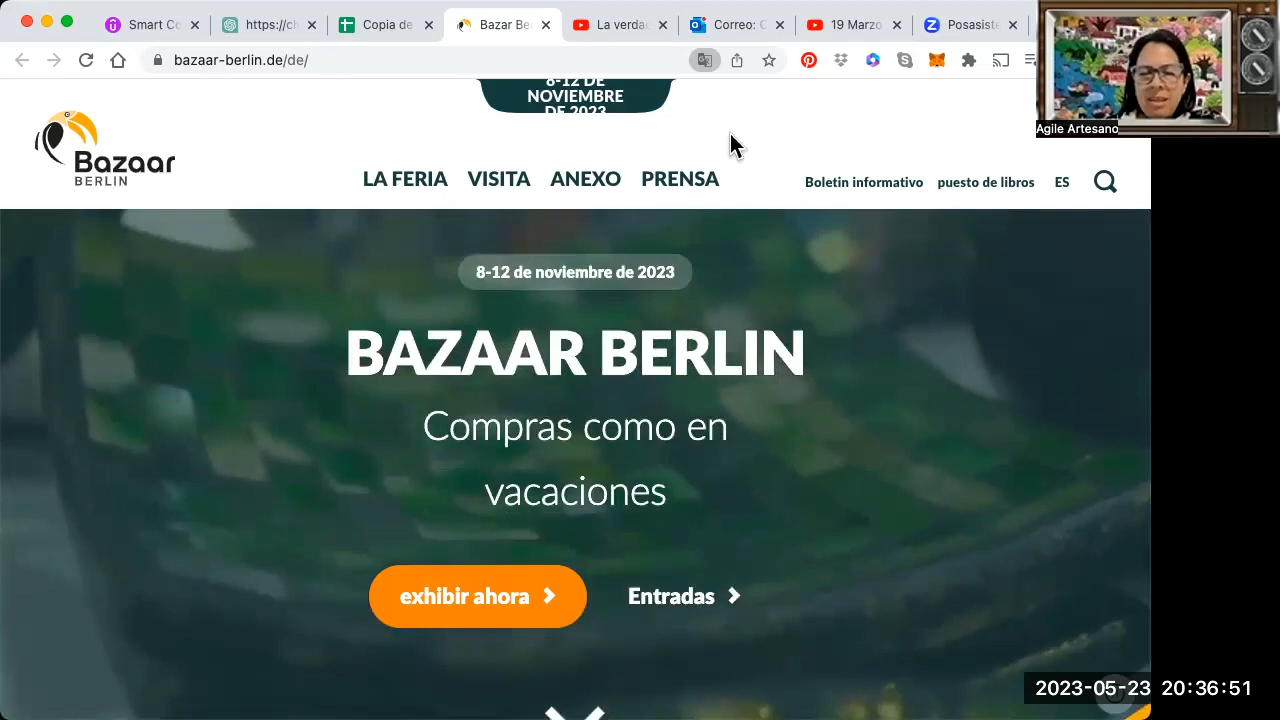 Smart Co
https://ch
Copia de
Bazar Be
La verda
Correo: C
19 Marzo
Posasiste
bazaar-berlin.de/de/
Agile Artesano
8-12 DE
NOVIEMBRE
DE 2023
Bazaar
BERLIN
LA FERIA VISITA ANEXO PRENSA
Boletin informativo puesto de libros ES
8-12 de noviembre de 2023
BAZAAR BERLIN
Compras como en
vacaciones
exhibir ahora
Entradas
2023-05-23 20:36:51